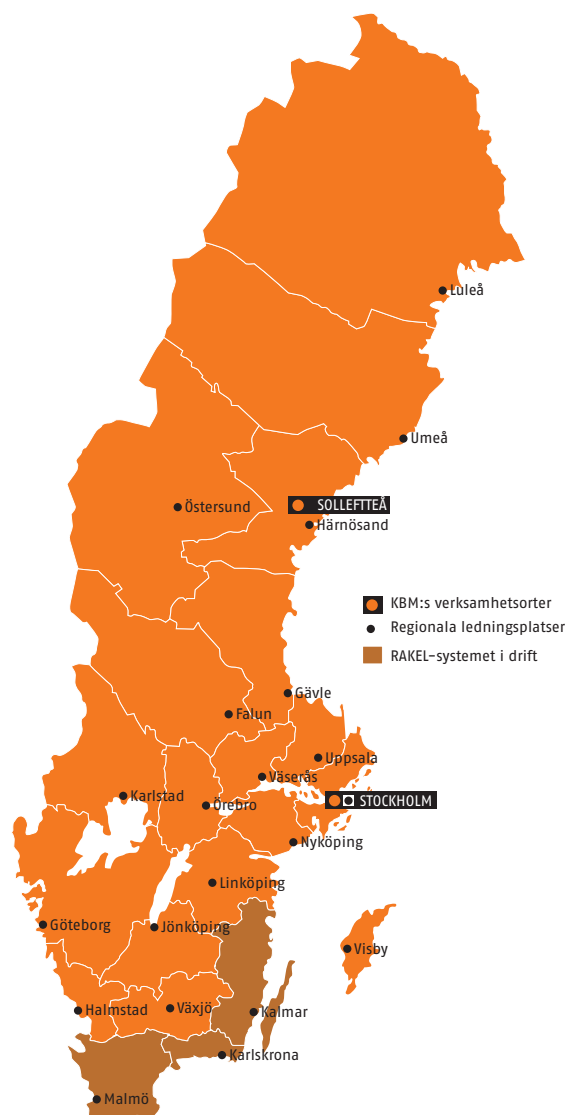 Luleå
Umeå
Östersund
SOLLEFTTEÅ
Härnösand
KBM:s verksamhetsorter
Regionala ledningsplatser
RAKEL-systemet i drift
Gävle
Falun
Uppsala
Väserås
Karlstad
Örebro
STOCKHOLM
Nyköping
Linköping
Göteborg
Jönköping
Visby
Halmstad
Växjö
Kalmar
Karlskrona
Malmö